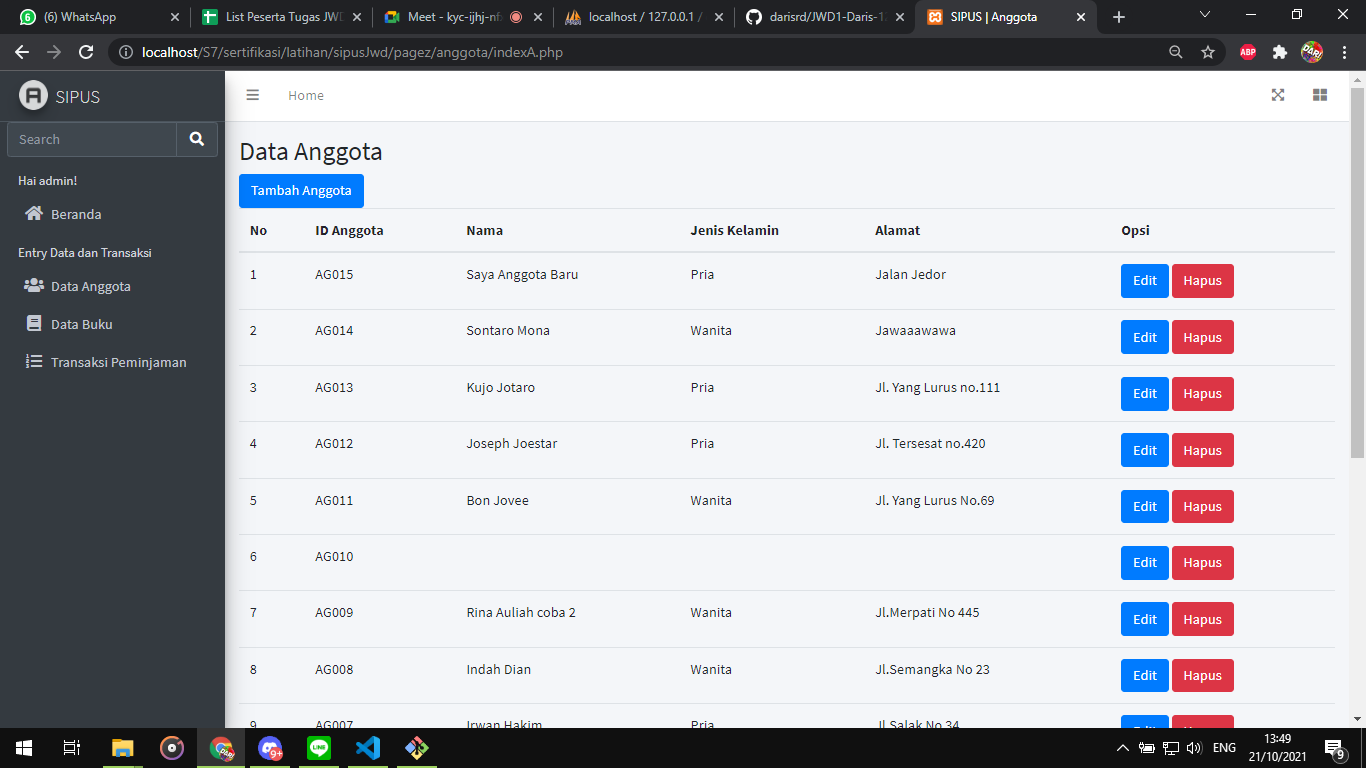 (6) WhatsApp
List Peserta Tugas JWD
Meet - kyc-ijhj-nfx
localhost / 127.0.0.1 /
darisrd/JWD1-Daris-12
SIPUS | Anggota
localhost/S7/sertifikasi/latihan/sipusJwd/pagez/anggota/indexA.php
ABP
SIPUS
Home
Search
Hai admin!
Beranda
Entry Data dan Transaksi
Data Anggota
Data Buku
Transaksi Peminjaman
Data Anggota
Tambah Anggota
No ID Anggota Nama Jenis Kelamin Alamat Opsi
1 AG015 Saya Anggota Baru Pria Jalan Jedor Edit Hapus
2 AG014 Sontaro Mona Wanita Jawaaawawa Edit Hapus
3 AG013 Kujo Jotaro Pria Jl. Yang Lurus no.111 Edit Hapus
4 AG012 Joseph Joestar Pria Jl. Tersesat no.420 Edit Hapus
5 AG011 Bon Jovee Wanita Jl. Yang Lurus No.69 Edit Hapus
6 AG010 Edit Hapus
7 AG009 Rina Auliah coba 2 Wanita Jl.Merpati No 445 Edit Hapus
8 AG008 Indah Dian Wanita Jl.Semangka No 23 Edit Hapus
9 AG007 Irwan Hakim Pria Jl.Salak No 34 Edit Hapus
9+
LINE
ENG
13:49
21/10/2021
9